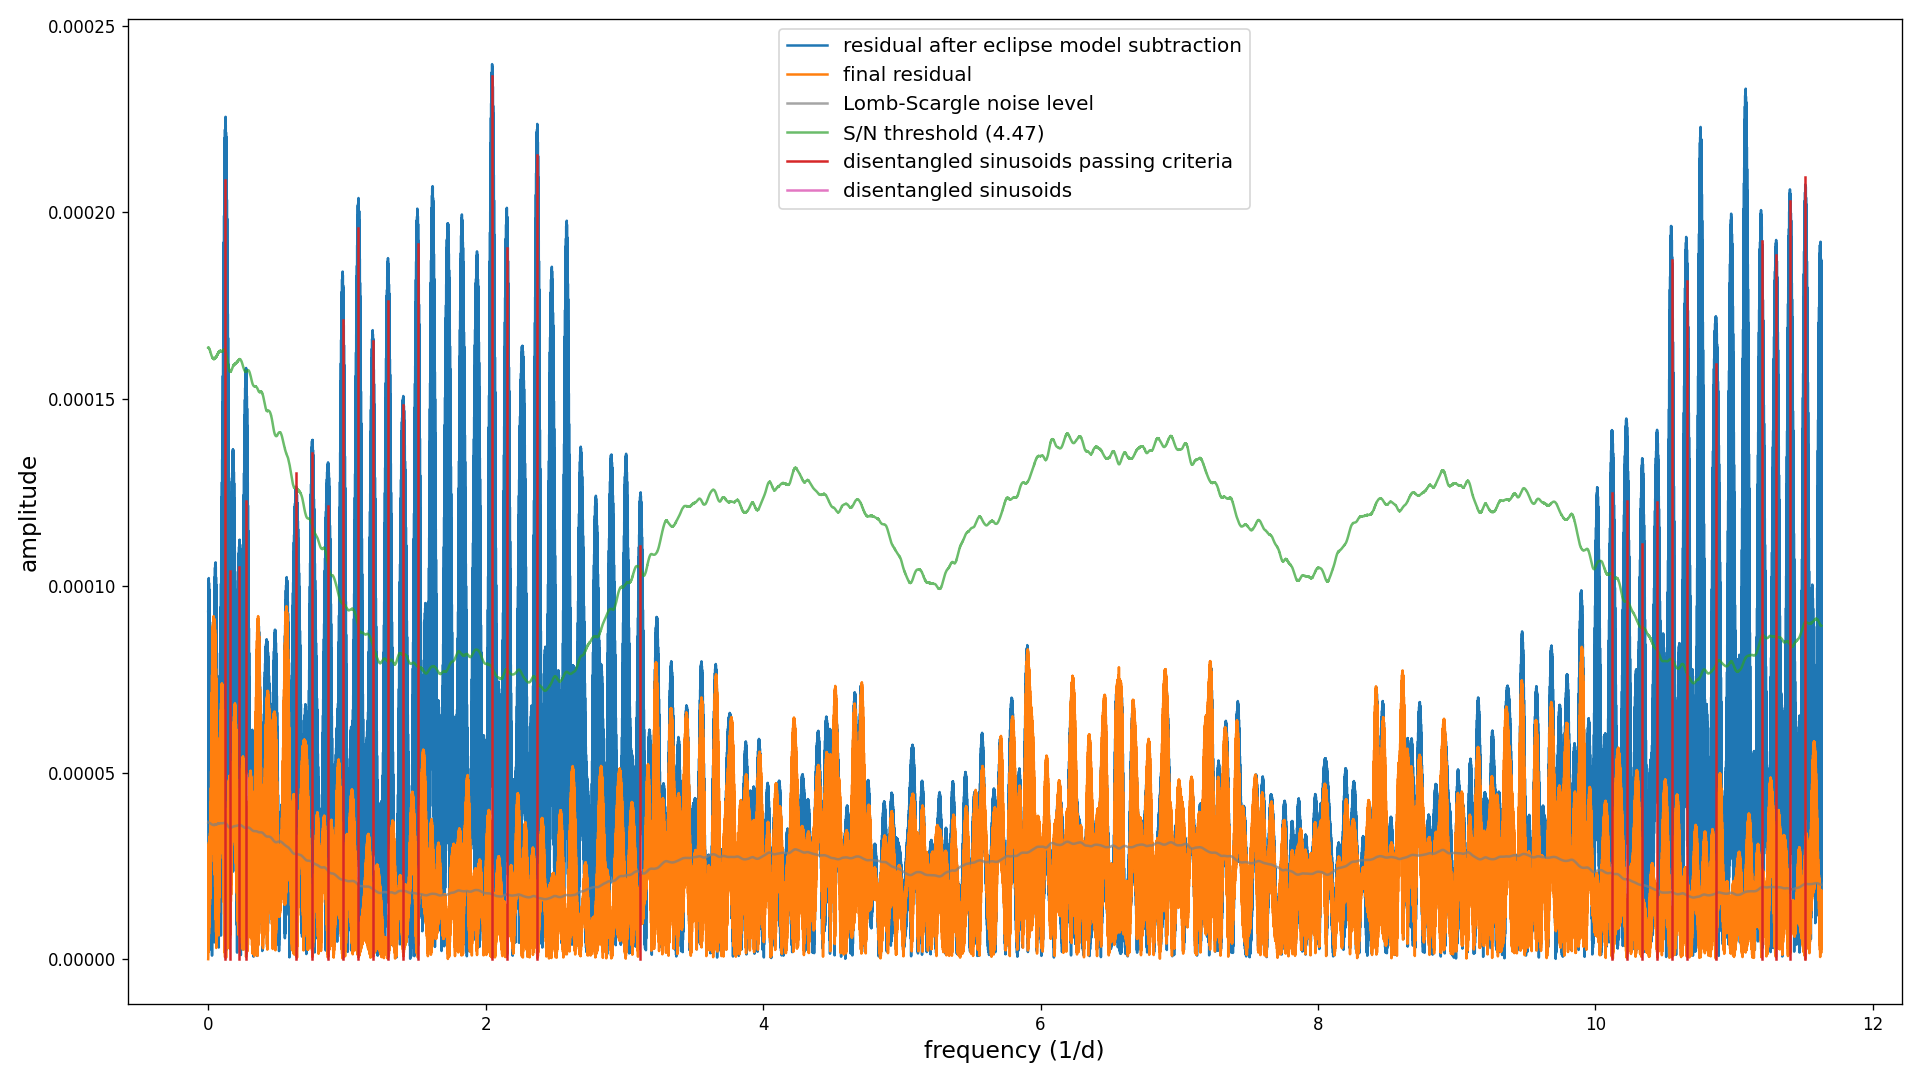 residual after eclipse model subtraction
final residual
Lomb-Scargle noise level
S/N threshold (4.47)
disentangled sinusoids passing criteria
disentangled sinusoids
0.00025
0.00020
0.00015
0.00010
0.00005
0.00000
amplitude
0 2 4 6 8 10 12
frequency (1/d)